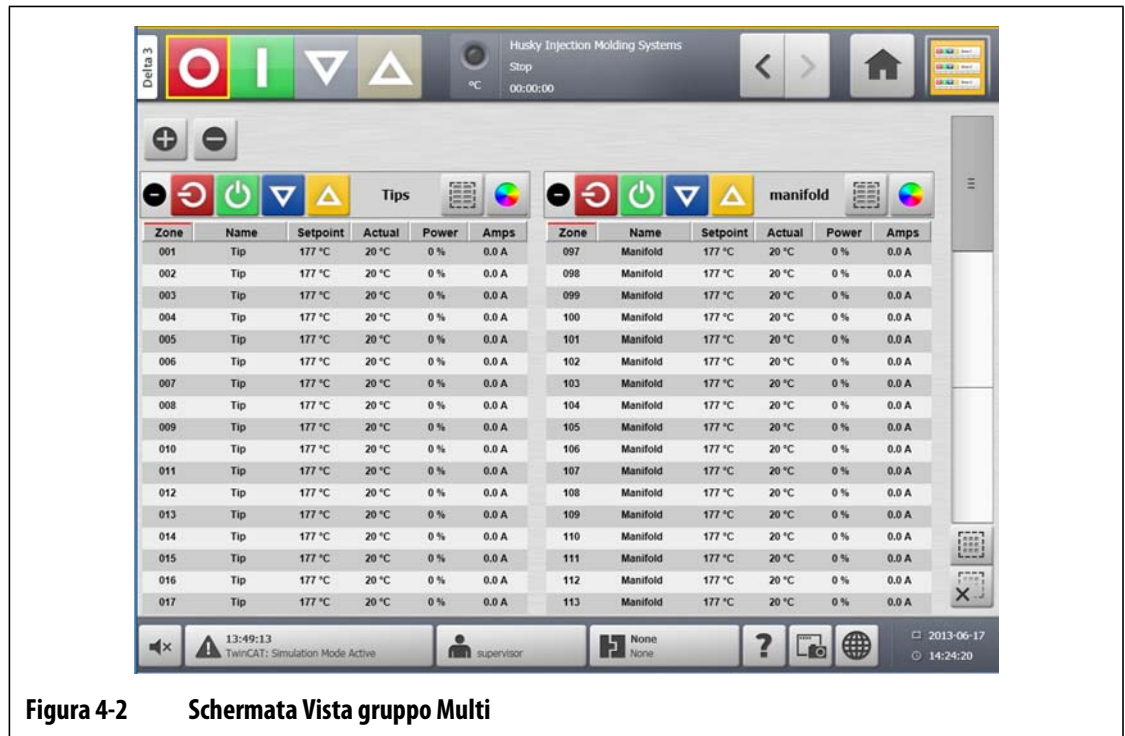 Delta 3
Husky Injection Molding Systems
Stop
°C
00:00:00
Tips
manifold
Zone Name Setpoint Actual Power Amps Zone Name Setpoint Actual Power Amps
001 Tip 177 °C 20 °C 0 % 0.0 A 097 Manifold 177 °C 20 °C 0 % 0.0 A
002 Tip 177 °C 20 °C 0 % 0.0 A 098 Manifold 177 °C 20 °C 0 % 0.0 A
003 Tip 177 °C 20 °C 0 % 0.0 A 099 Manifold 177 °C 20 °C 0 % 0.0 A
004 Tip 177 °C 20 °C 0 % 0.0 A 100 Manifold 177 °C 20 °C 0 % 0.0 A
005 Tip 177 °C 20 °C 0 % 0.0 A 101 Manifold 177 °C 20 °C 0 % 0.0 A
006 Tip 177 °C 20 °C 0 % 0.0 A 102 Manifold 177 °C 20 °C 0 % 0.0 A
007 Tip 177 °C 20 °C 0 % 0.0 A 103 Manifold 177 °C 20 °C 0 % 0.0 A
008 Tip 177 °C 20 °C 0 % 0.0 A 104 Manifold 177 °C 20 °C 0 % 0.0 A
009 Tip 177 °C 20 °C 0 % 0.0 A 105 Manifold 177 °C 20 °C 0 % 0.0 A
010 Tip 177 °C 20 °C 0 % 0.0 A 106 Manifold 177 °C 20 °C 0 % 0.0 A
011 Tip 177 °C 20 °C 0 % 0.0 A 107 Manifold 177 °C 20 °C 0 % 0.0 A
012 Tip 177 °C 20 °C 0 % 0.0 A 108 Manifold 177 °C 20 °C 0 % 0.0 A
013 Tip 177 °C 20 °C 0 % 0.0 A 109 Manifold 177 °C 20 °C 0 % 0.0 A
014 Tip 177 °C 20 °C 0 % 0.0 A 110 Manifold 177 °C 20 °C 0 % 0.0 A
015 Tip 177 °C 20 °C 0 % 0.0 A 111 Manifold 177 °C 20 °C 0 % 0.0 A
016 Tip 177 °C 20 °C 0 % 0.0 A 112 Manifold 177 °C 20 °C 0 % 0.0 A
017 Tip 177 °C 20 °C 0 % 0.0 A 113 Manifold 177 °C 20 °C 0 % 0.0 A
13:49:13
TwinCAT: Simulation Mode Active
supervisor
None
None
?
2013-06-17
14:24:20
Figura 4-2 Schermata Vista gruppo Multi